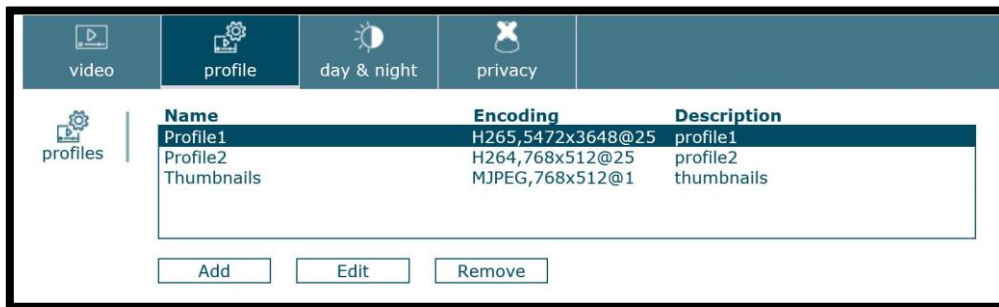 video profile day & night privacy
profiles
Name Encoding Description
Profile1 H265,5472x3648@25 profile1
Profile2 H264,768x512@25 profile2
Thumbnails MJPEG,768x512@1 thumbnails
Add Edit Remove